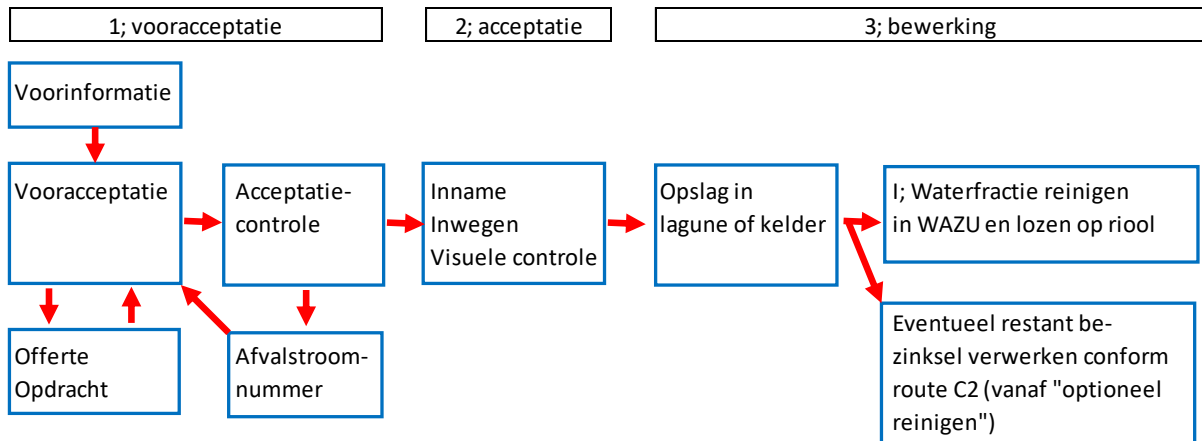 1; vooracceptatie
2; acceptatie
3; bewerking
Voorinformatie
Vooracceptatie
Acceptatie-
controle
Inname
Inwegen
Visuele controle
Opslag in
lagune of kelder
I; Waterfractie reinigen
in WAZU en lozen op riool
Offerte
Opdracht
Afvalstroom-
nummer
Eventueel restant be-
zinksel verwerken conform
route C2 (vanaf "optioneel
reinigen")